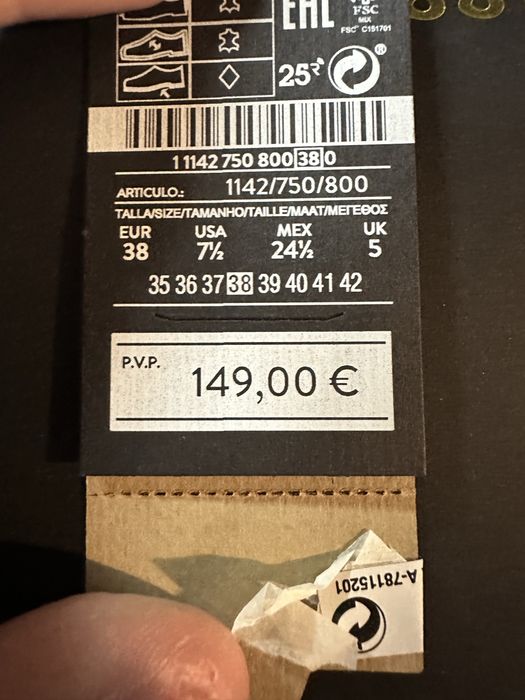 EAC
FSC
MIX
FSC® C151701
25
®
1 1142 750 800 38 0
ARTICULO.: 1142/750/800
TALLA/SIZE/TAMANHO/TAILLE/MAAT/ΜΕΓΕΘΟΣ
EUR USA MEX UK
38 7½ 24½ 5
35 36 37 38 39 40 41 42
P.V.P. 149,00 €
A-78115201